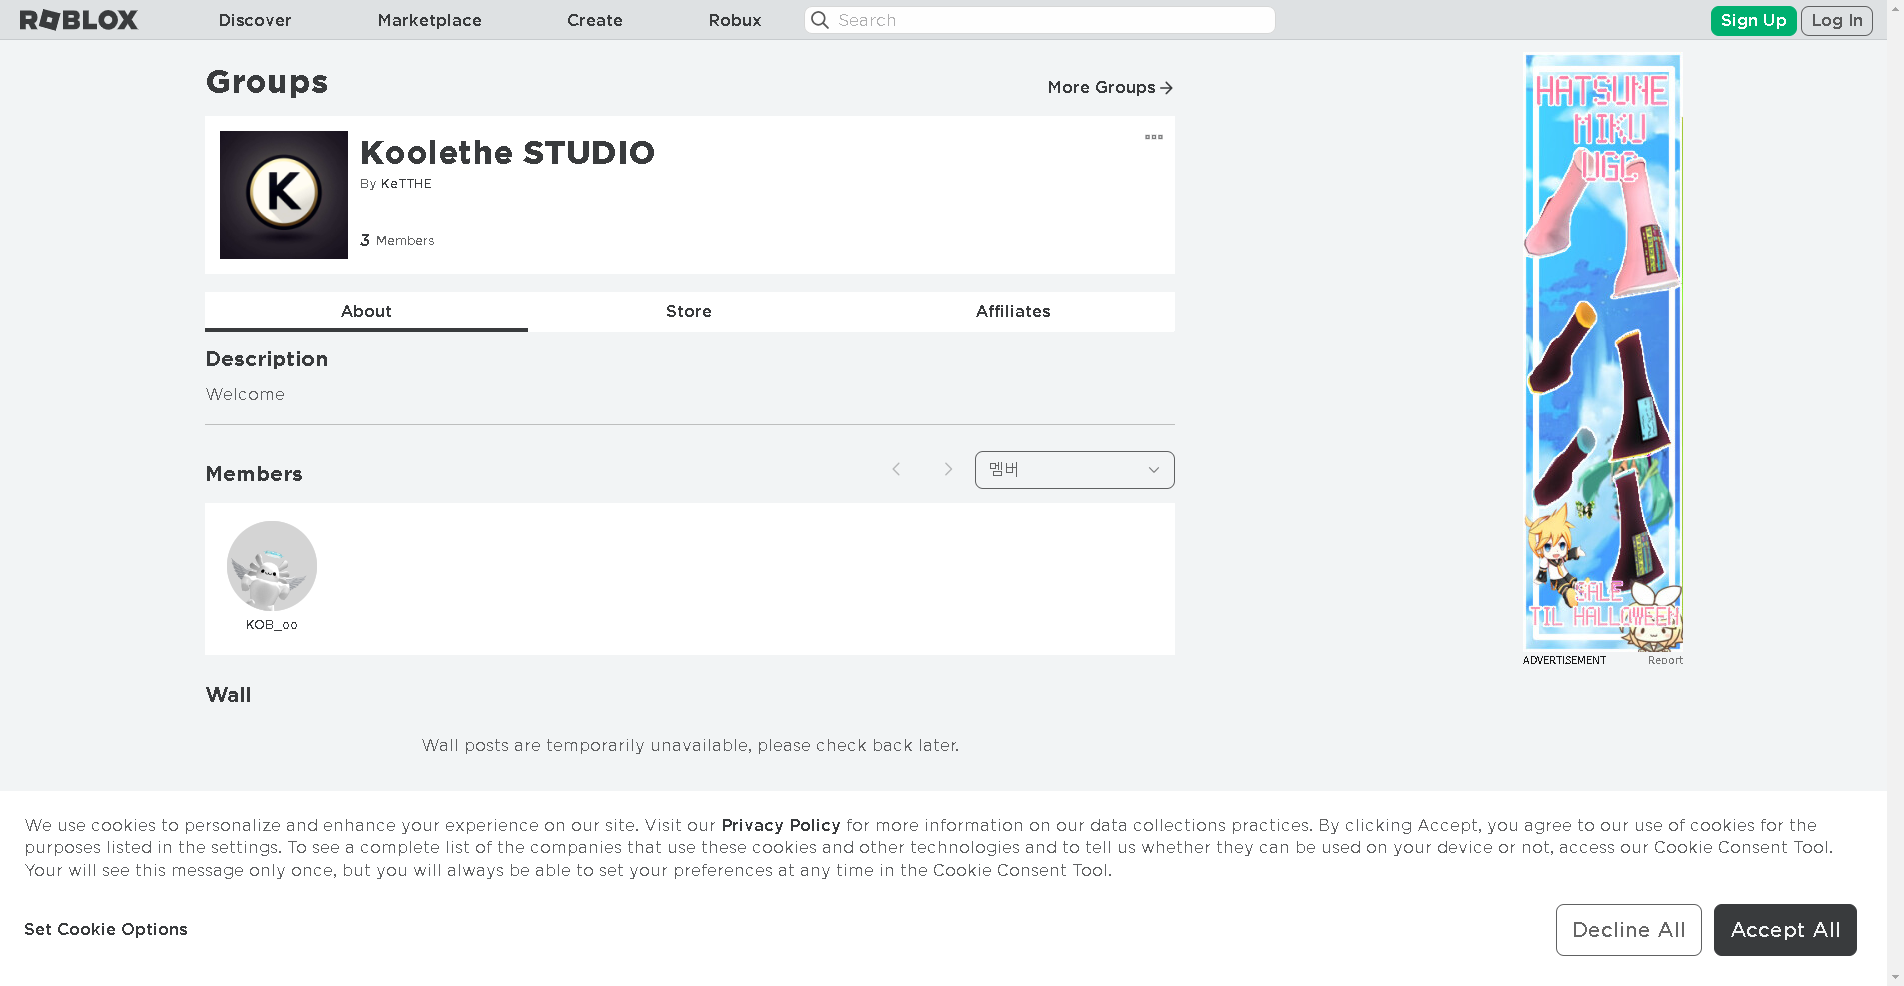 ROBLOX
Discover
Marketplace
Create
Robux
Search
Sign Up
Log In
Groups
More Groups
K
Koolethe STUDIO
By KeTTHE
3 Members
About
Store
Affiliates
Description
Welcome
Members
멤버
KOB_oo
Wall
Wall posts are temporarily unavailable, please check back later.
HATSUNE
MIKU
UGC
SALE
TIL HALLOWEEN
ADVERTISEMENT
Report
We use cookies to personalize and enhance your experience on our site. Visit our Privacy Policy for more information on our data collections practices. By clicking Accept, you agree to our use of cookies for the
purposes listed in the settings. To see a complete list of the companies that use these cookies and other technologies and to tell us whether they can be used on your device or not, access our Cookie Consent Tool.
Your will see this message only once, but you will always be able to set your preferences at any time in the Cookie Consent Tool.
Set Cookie Options
Decline All
Accept All